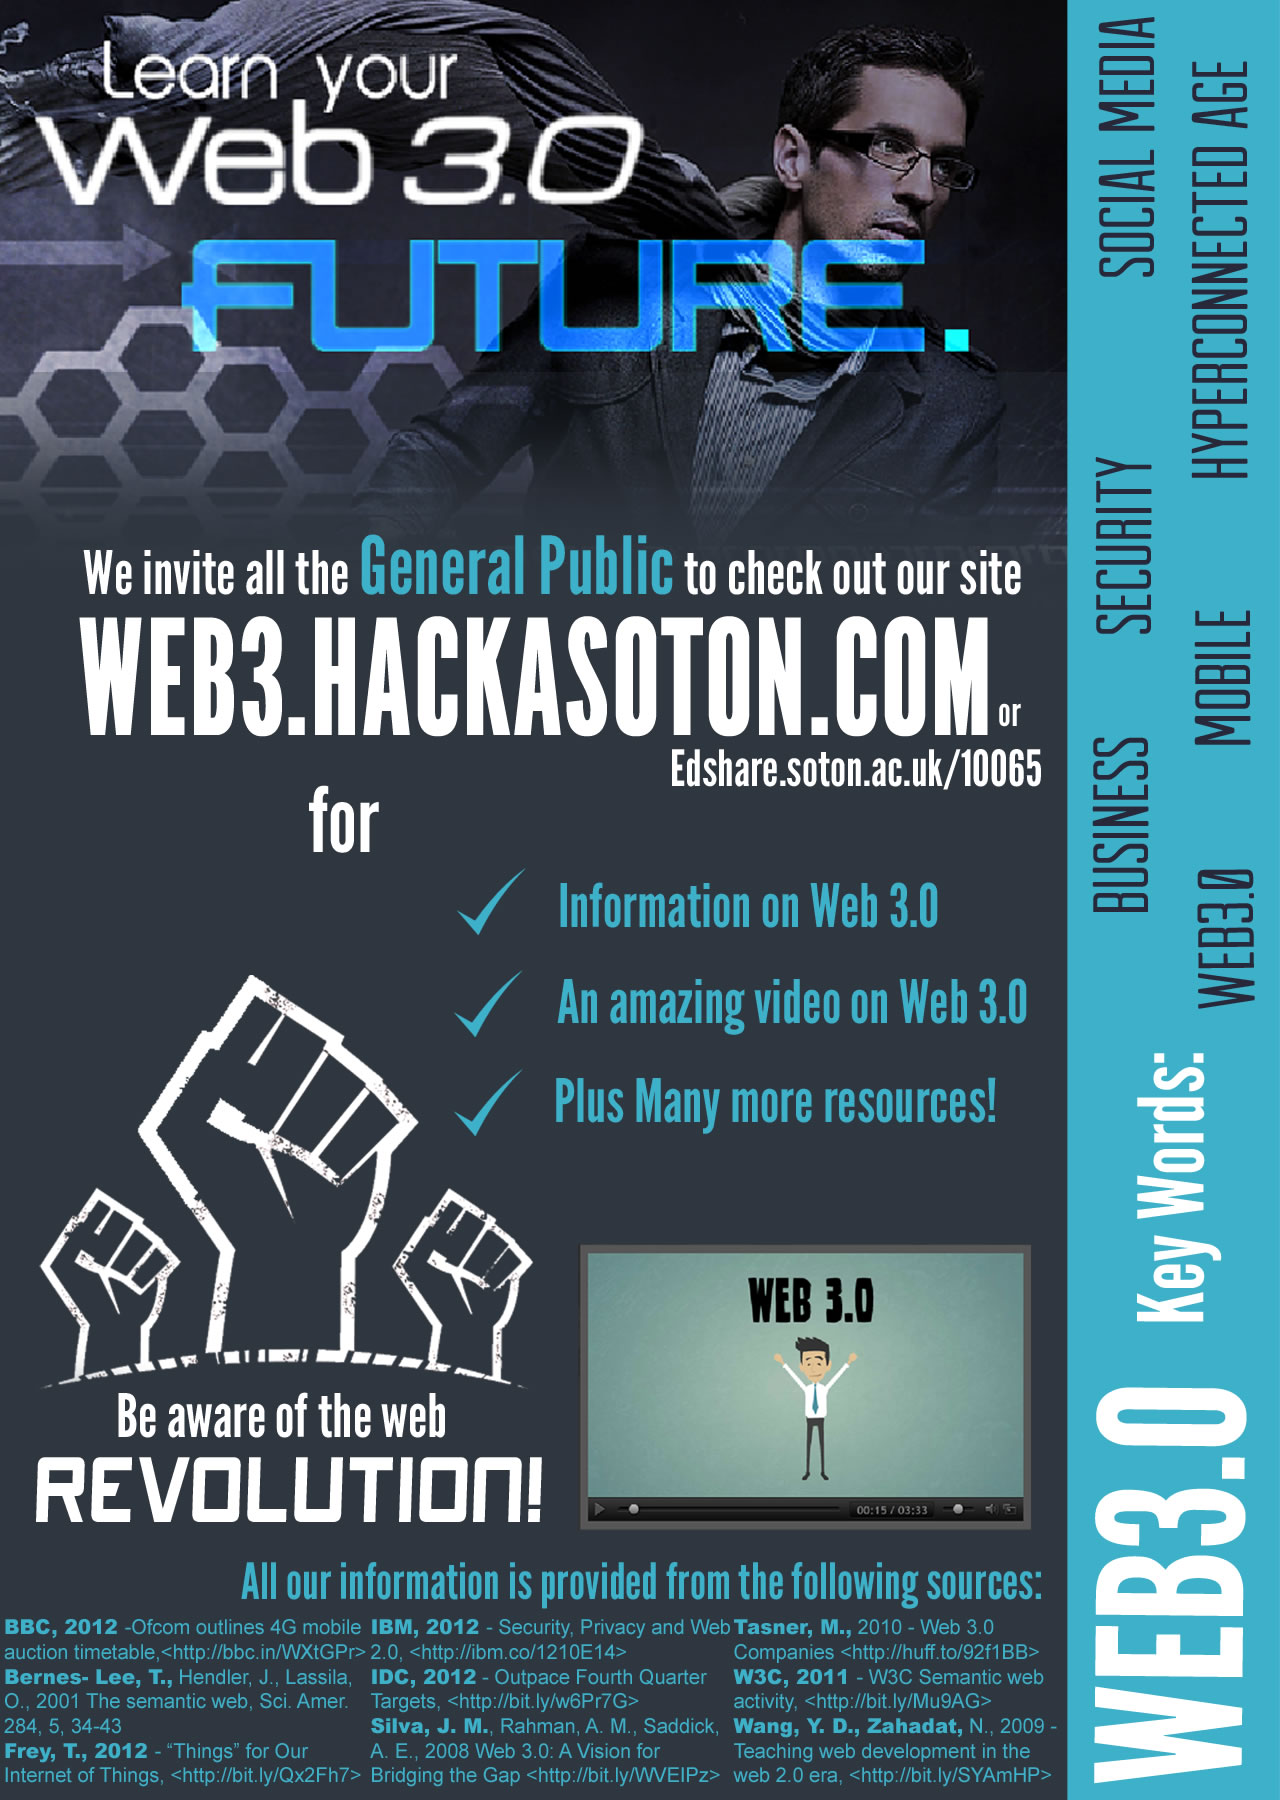 Learn your
Web 3.0
FUTURE.
We invite all the General Public to check out our site
WEB3.HACKASOTON.COM or
Edshare.soton.ac.uk/10065
for
Information on Web 3.0
An amazing video on Web 3.0
Plus Many more resources!
Be aware of the web
REVOLUTION!
WEB 3.0
00:15 / 03:33
All our information is provided from the following sources:
BBC, 2012 -Ofcom outlines 4G mobile
auction timetable,<http://bbc.in/WXtGPr>
Bernes- Lee, T., Hendler, J., Lassila,
O., 2001 The semantic web, Sci. Amer.
284, 5, 34-43
Frey, T., 2012 - “Things” for Our
Internet of Things, <http://bit.ly/Qx2Fh7>
IBM, 2012 - Security, Privacy and Web
2.0, <http://ibm.co/1210E14>
IDC, 2012 - Outpace Fourth Quarter
Targets, <http://bit.ly/w6Pr7G>
Silva, J. M., Rahman, A. M., Saddick,
A. E., 2008 Web 3.0: A Vision for
Bridging the Gap <http://bit.ly/WVEIPz>
Tasner, M., 2010 - Web 3.0
Companies <http://huff.to/92f1BB>
W3C, 2011 - W3C Semantic web
activity, <http://bit.ly/Mu9AG>
Wang, Y. D., Zahadat, N., 2009 -
Teaching web development in the
web 2.0 era, <http://bit.ly/SYAmHP>
WEB3.0 Key Words:
BUSINESS SECURITY SOCIAL MEDIA
WEB3.0 MOBILE HYPERCONNECTED AGE